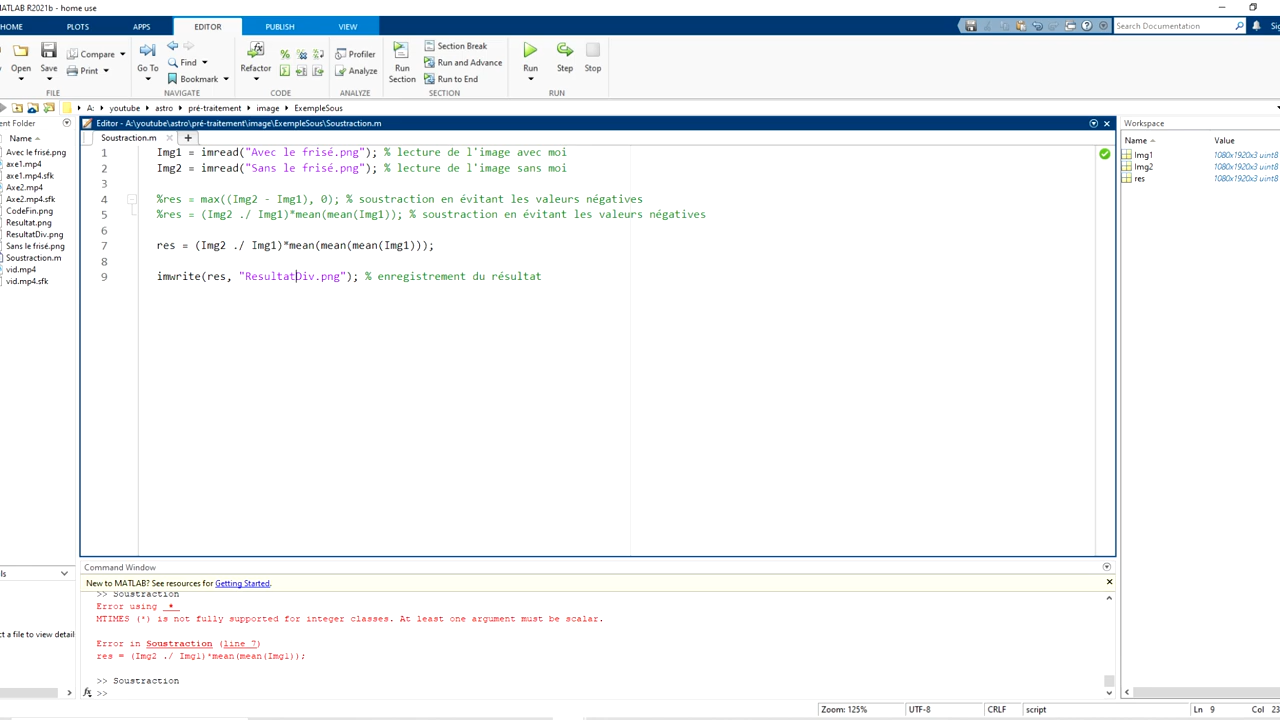 MATLAB R2021b - home use
HOME PLOTS APPS EDITOR PUBLISH VIEW Search Documentation
Open Save Compare Print Go To Find Bookmark Refactor Profiler Analyze Run Section Section Break Run and Advance Run to End Run Step Stop
FILE NAVIGATE CODE ANALYZE SECTION RUN
A: youtube astro pré-traitement image ExempleSous
ent Folder
Name
Avec le frisé.png
axe1.mp4
axe1.mp4.sfk
Axe2.mp4
Axe2.mp4.sfk
CodeFin.png
Resultat.png
ResultatDiv.png
Sans le frisé.png
Soustraction.m
vid.mp4
vid.mp4.sfk
ls
ct a file to view detail
Editor - A:\youtube\astro\pré-traitement\image\ExempleSous\Soustraction.m
Soustraction.m
1 Img1 = imread("Avec le frisé.png"); % lecture de l'image avec moi
2 Img2 = imread("Sans le frisé.png"); % lecture de l'image sans moi
3
4 %res = max((Img2 - Img1), 0); % soustraction en évitant les valeurs négatives
5 %res = (Img2 ./ Img1)*mean(mean(Img1)); % soustraction en évitant les valeurs négatives
6
7 res = (Img2 ./ Img1)*mean(mean(mean(Img1)));
8
9 imwrite(res, "ResultatDiv.png"); % enregistrement du résultat
Command Window
New to MATLAB? See resources for Getting Started.
>> Soustraction
Error using *
MTIMES (*) is not fully supported for integer classes. At least one argument must be scalar.
Error in Soustraction (line 7)
res = (Img2 ./ Img1)*mean(mean(Img1));
>> Soustraction
fx >>
Workspace
Name Value
Img1 1080x1920x3 uint8
Img2 1080x1920x3 uint8
res 1080x1920x3 uint8
Zoom: 125% UTF-8 CRLF script Ln 9 Col 23